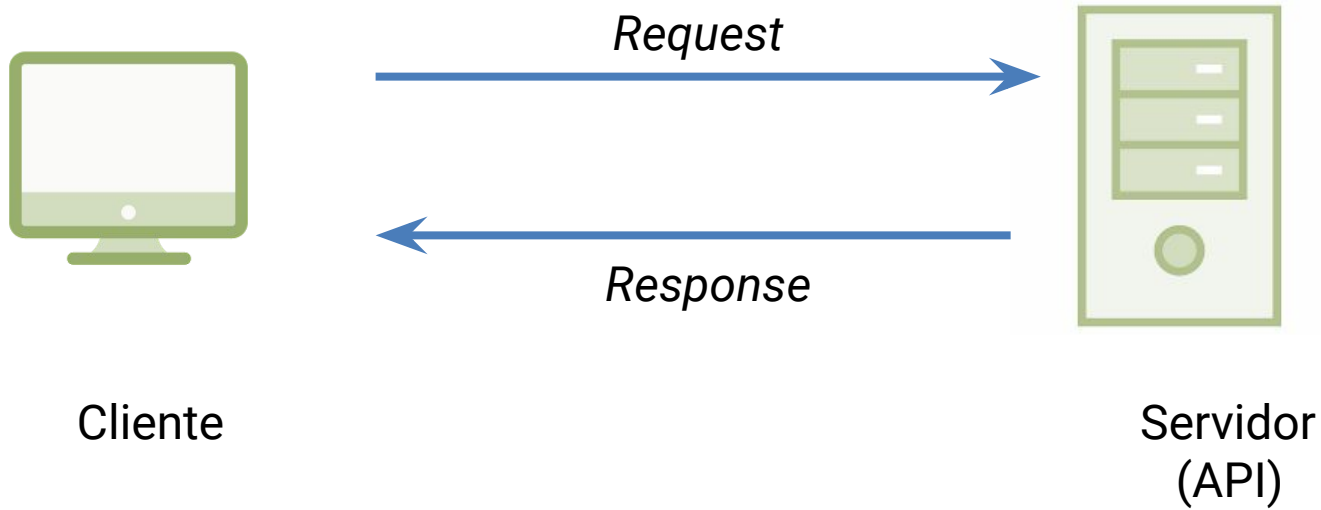 Request
Response
Cliente
Servidor
(API)